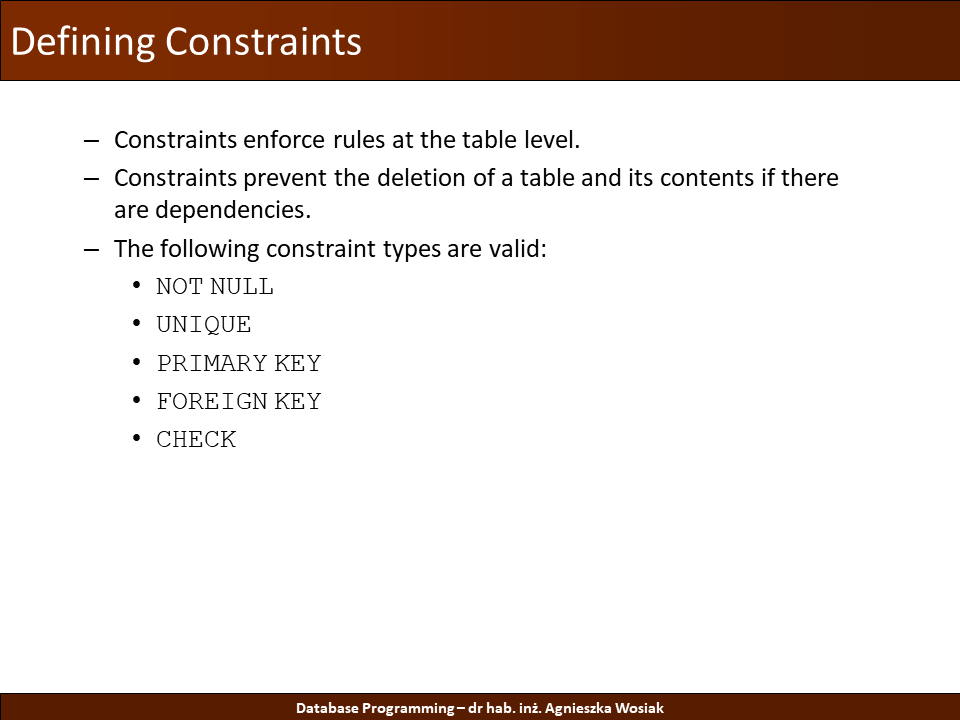 Defining Constraints
– Constraints enforce rules at the table level.
– Constraints prevent the deletion of a table and its contents if there
are dependencies.
– The following constraint types are valid:
• NOT NULL
• UNIQUE
• PRIMARY KEY
• FOREIGN KEY
• CHECK
Database Programming – dr hab. inż. Agnieszka Wosiak